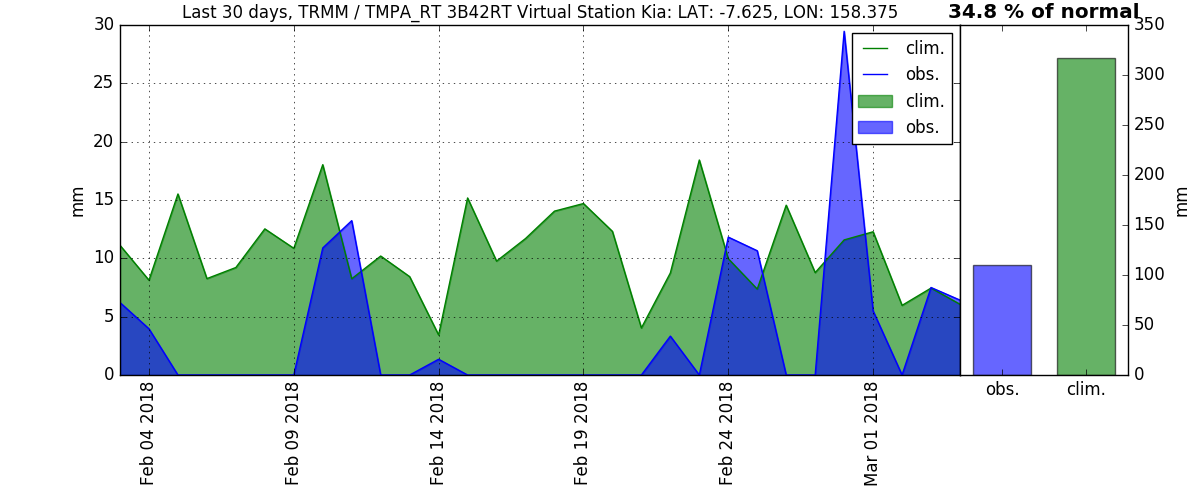 Last 30 days, TRMM / TMPA_RT 3B42RT Virtual Station Kia: LAT: -7.625, LON: 158.375
34.8 % of normal
30
25
20
15
10
5
0
mm
clim.
obs.
clim.
obs.
Feb 04 2018
Feb 09 2018
Feb 14 2018
Feb 19 2018
Feb 24 2018
Mar 01 2018
350
300
250
200
150
100
50
0
mm
obs.
clim.